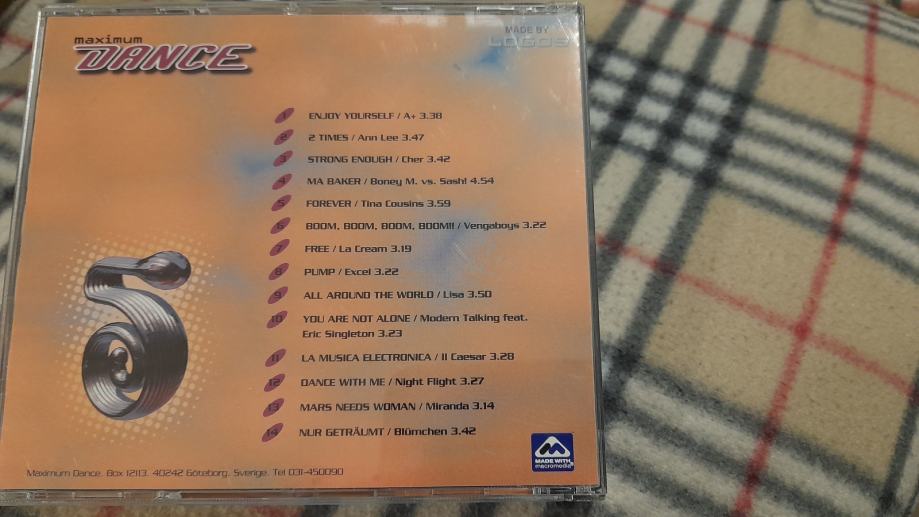 maximum
DANCE
MADE BY
LOGOS
1 ENJOY YOURSELF / A+ 3.38
2 2 TIMES / Ann Lee 3.47
3 STRONG ENOUGH / Cher 3.42
4 MA BAKER / Boney M. vs. Sash! 4.54
5 FOREVER / Tina Cousins 3.59
6 BOOM, BOOM, BOOM, BOOM!! / Vengaboys 3.22
7 FREE / La Cream 3.19
8 PUMP / Excel 3.22
9 ALL AROUND THE WORLD / Lisa 3.50
10 YOU ARE NOT ALONE / Modern Talking feat.
Eric Singleton 3.23
11 LA MUSICA ELECTRONICA / Il Caesar 3.28
12 DANCE WITH ME / Night Flight 3.27
13 MARS NEEDS WOMAN / Miranda 3.14
14 NUR GETRÄUMT / Blümchen 3.42
5
MADE WITH
macromedia
Maximum Dance. Box 12113. 40242 Göteborg. Sverige. Tel 031-450090